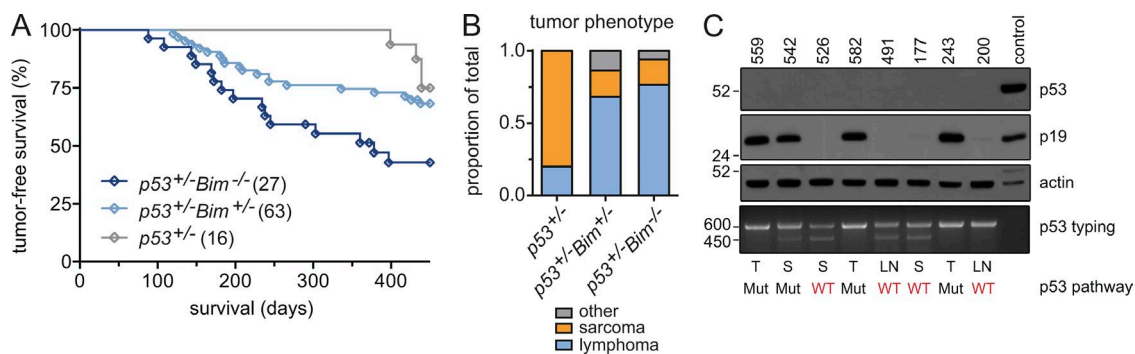 A
tumor-free survival (%)
100
75
50
25
0
0
100
200
300
400
survival (days)
p53+/-Bim-/- (27)
p53+/-Bim+/- (63)
p53+/- (16)
B
tumor phenotype
proportion of total
1.0
0.5
0.0
p53+/-
p53+/-Bim+/-
p53+/-Bim-/-
other
sarcoma
lymphoma
C
559 542 526 582 491 177 243 200 control
52 p53
24 p19
52 actin
600
450
p53 typing
T S S T LN S T LN
Mut Mut WT Mut WT WT Mut WT p53 pathway